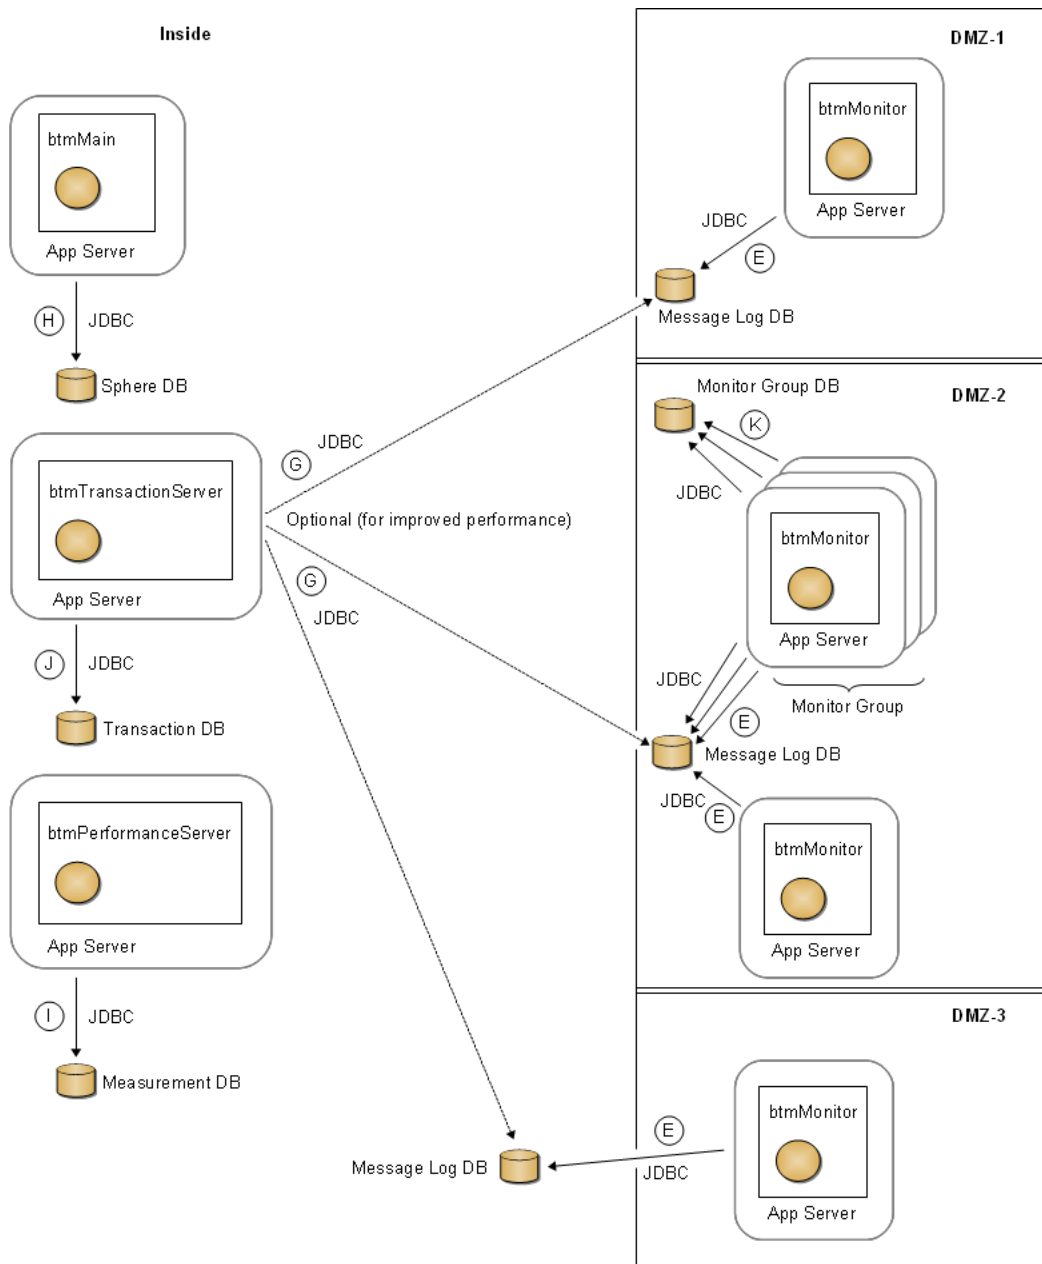 Inside
btmMain
App Server
H
JDBC
Sphere DB
btmTransactionServer
App Server
J
JDBC
Transaction DB
btmPerformanceServer
App Server
I
JDBC
Measurement DB
JDBC
G
Optional (for improved performance)
G
JDBC
Message Log DB
DMZ-1
btmMonitor
App Server
JDBC
E
Message Log DB
DMZ-2
Monitor Group DB
K
JDBC
btmMonitor
App Server
Monitor Group
JDBC
E
Message Log DB
JDBC
E
btmMonitor
App Server
DMZ-3
btmMonitor
App Server
E
JDBC